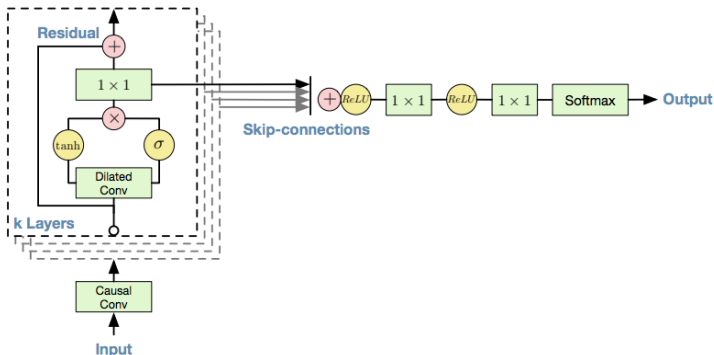 Residual
+
1 × 1
×
tanh
σ
Dilated
Conv
k Layers
Causal
Conv
Input
Skip-connections
+
ReLU
1 × 1
ReLU
1 × 1
Softmax
Output